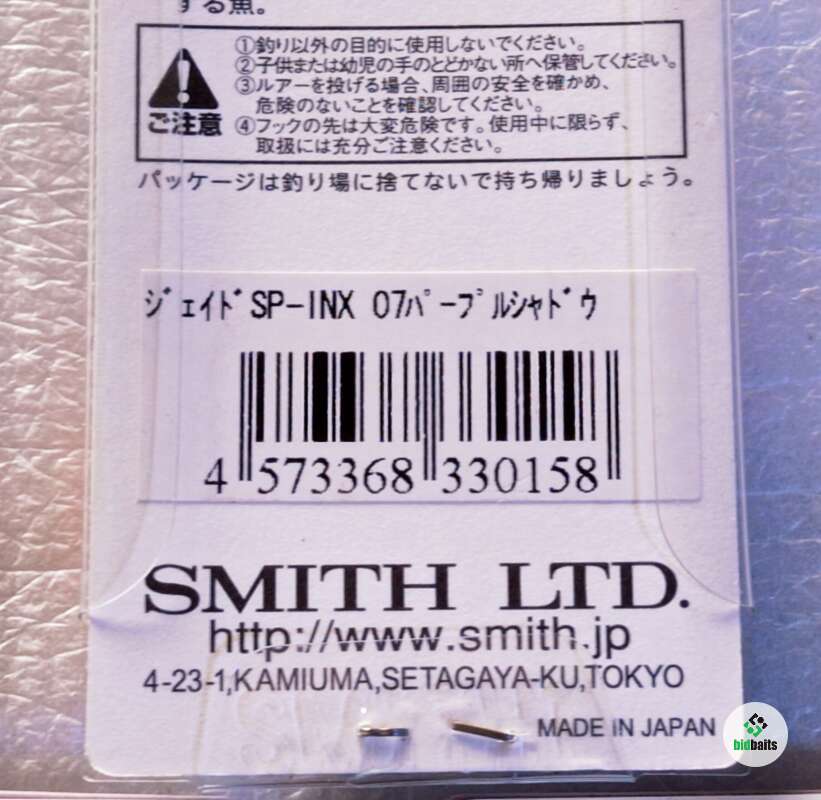 する魚。
①釣り以外の目的に使用しないでください。
②子供または幼児の手のとどかない所へ保管してください。
③ルアーを投げる場合、周囲の安全を確かめ、
危険のないことを確認してください。
ご注意
④フックの先は大変危険です。使用中に限らず、
取扱には充分ご注意ください。
パッケージは釣り場に捨てないで持ち帰りましょう。
ジェイドSP-INX 07パープルシャドウ
4 573368 330158
SMITH LTD.
http://www.smith.jp
4-23-1,KAMIUMA,SETAGAYA-KU,TOKYO
MADE IN JAPAN
bidbaits